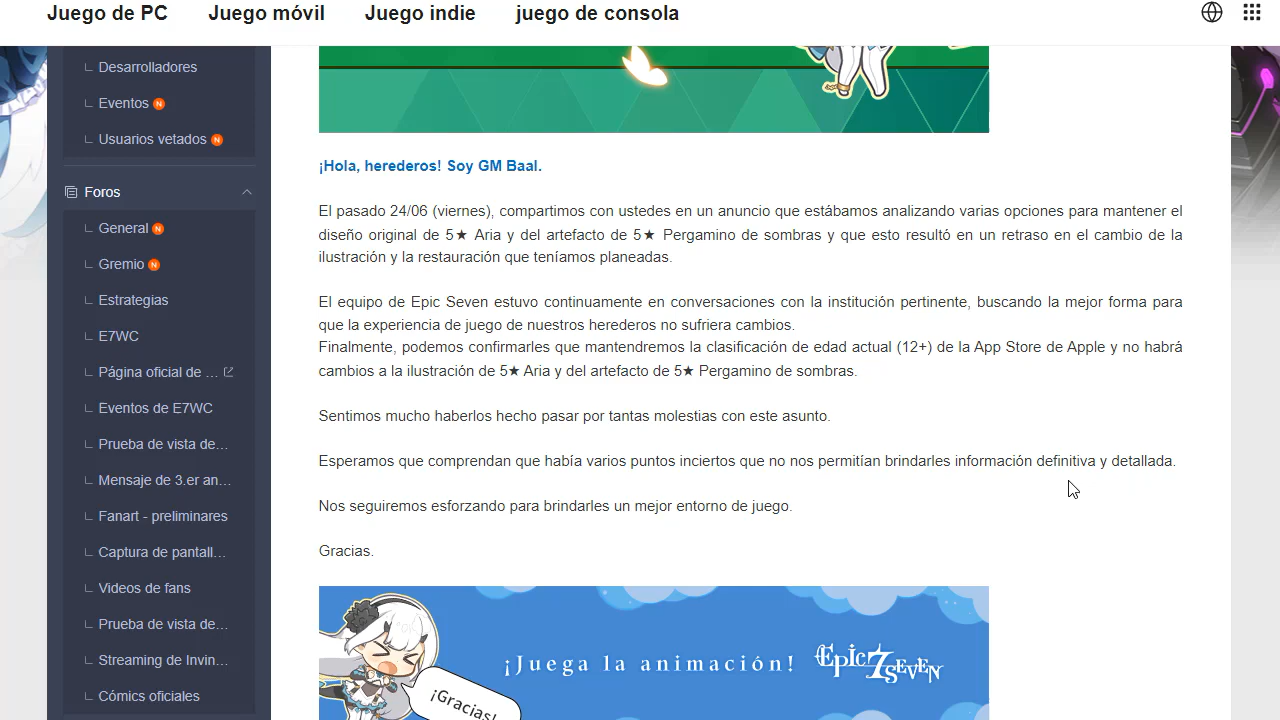 Juego de PC Juego móvil Juego indie juego de consola
Desarrolladores
Eventos N
Usuarios vetados N
Foros
General N
Gremio N
Estrategias
E7WC
Página oficial de ...
Eventos de E7WC
Prueba de vista de...
Mensaje de 3.er an...
Fanart - preliminares
Captura de pantall...
Videos de fans
Prueba de vista de...
Streaming de Invin...
Cómics oficiales
¡Hola, herederos! Soy GM Baal.
El pasado 24/06 (viernes), compartimos con ustedes en un anuncio que estábamos analizando varias opciones para mantener el
diseño original de 5★ Aria y del artefacto de 5★ Pergamino de sombras y que esto resultó en un retraso en el cambio de la
ilustración y la restauración que teníamos planeadas.
El equipo de Epic Seven estuvo continuamente en conversaciones con la institución pertinente, buscando la mejor forma para
que la experiencia de juego de nuestros herederos no sufriera cambios.
Finalmente, podemos confirmarles que mantendremos la clasificación de edad actual (12+) de la App Store de Apple y no habrá
cambios a la ilustración de 5★ Aria y del artefacto de 5★ Pergamino de sombras.
Sentimos mucho haberlos hecho pasar por tantas molestias con este asunto.
Esperamos que comprendan que había varios puntos inciertos que no nos permitían brindarles información definitiva y detallada.
Nos seguiremos esforzando para brindarles un mejor entorno de juego.
Gracias.
¡Juega la animación! Epic7 SEVEN
¡Gracias!